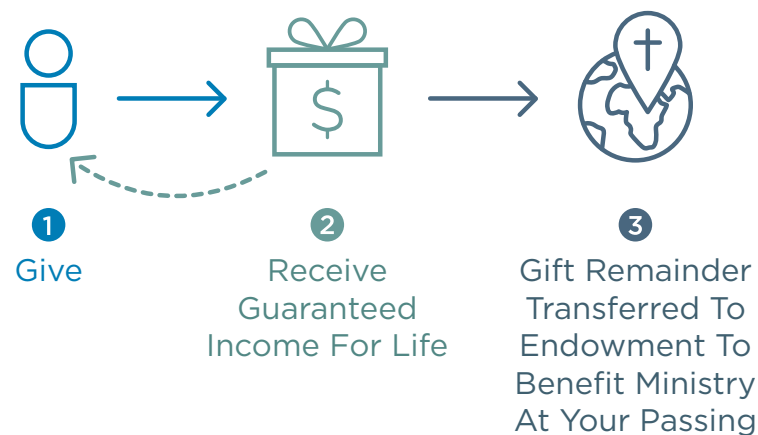 $
1
Give
2
Receive
Guaranteed
Income For Life
3
Gift Remainder
Transferred To
Endowment To
Benefit Ministry
At Your Passing